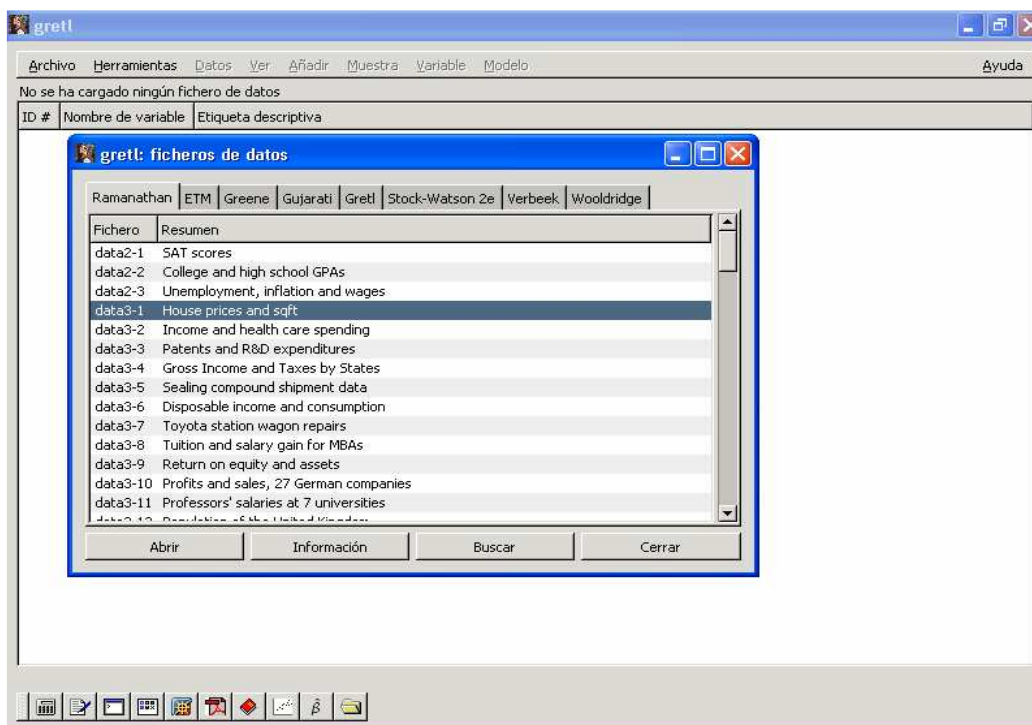 gretl
Archivo Herramientas Datos Ver Añadir Muestra Variable Modelo Ayuda
No se ha cargado ningún fichero de datos
ID # Nombre de variable Etiqueta descriptiva
gretl: ficheros de datos
Ramanathan ETM Greene Gujarati Gretl Stock-Watson 2e Verbeek Wooldridge
Fichero Resumen
data2-1 SAT scores
data2-2 College and high school GPAs
data2-3 Unemployment, inflation and wages
data3-1 House prices and sqft
data3-2 Income and health care spending
data3-3 Patents and R&D expenditures
data3-4 Gross Income and Taxes by States
data3-5 Sealing compound shipment data
data3-6 Disposable income and consumption
data3-7 Toyota station wagon repairs
data3-8 Tuition and salary gain for MBAs
data3-9 Return on equity and assets
data3-10 Profits and sales, 27 German companies
data3-11 Professors' salaries at 7 universities
Abrir Información Buscar Cerrar
β̂